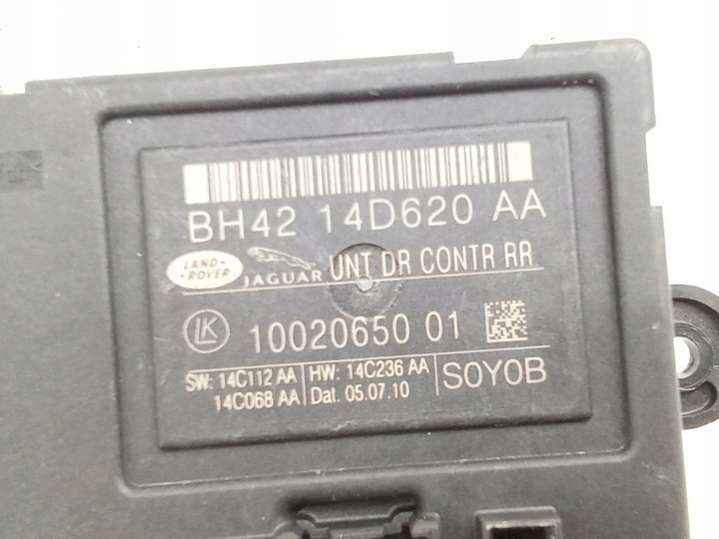 BH42 14D620 AA
LAND-
-ROVER
JAGUAR
UNT DR CONTR RR
LK 10020650 01
SW: 14C112 AA
14C068 AA
HW: 14C236 AA
Dat. 05.07.10
S0Y0B